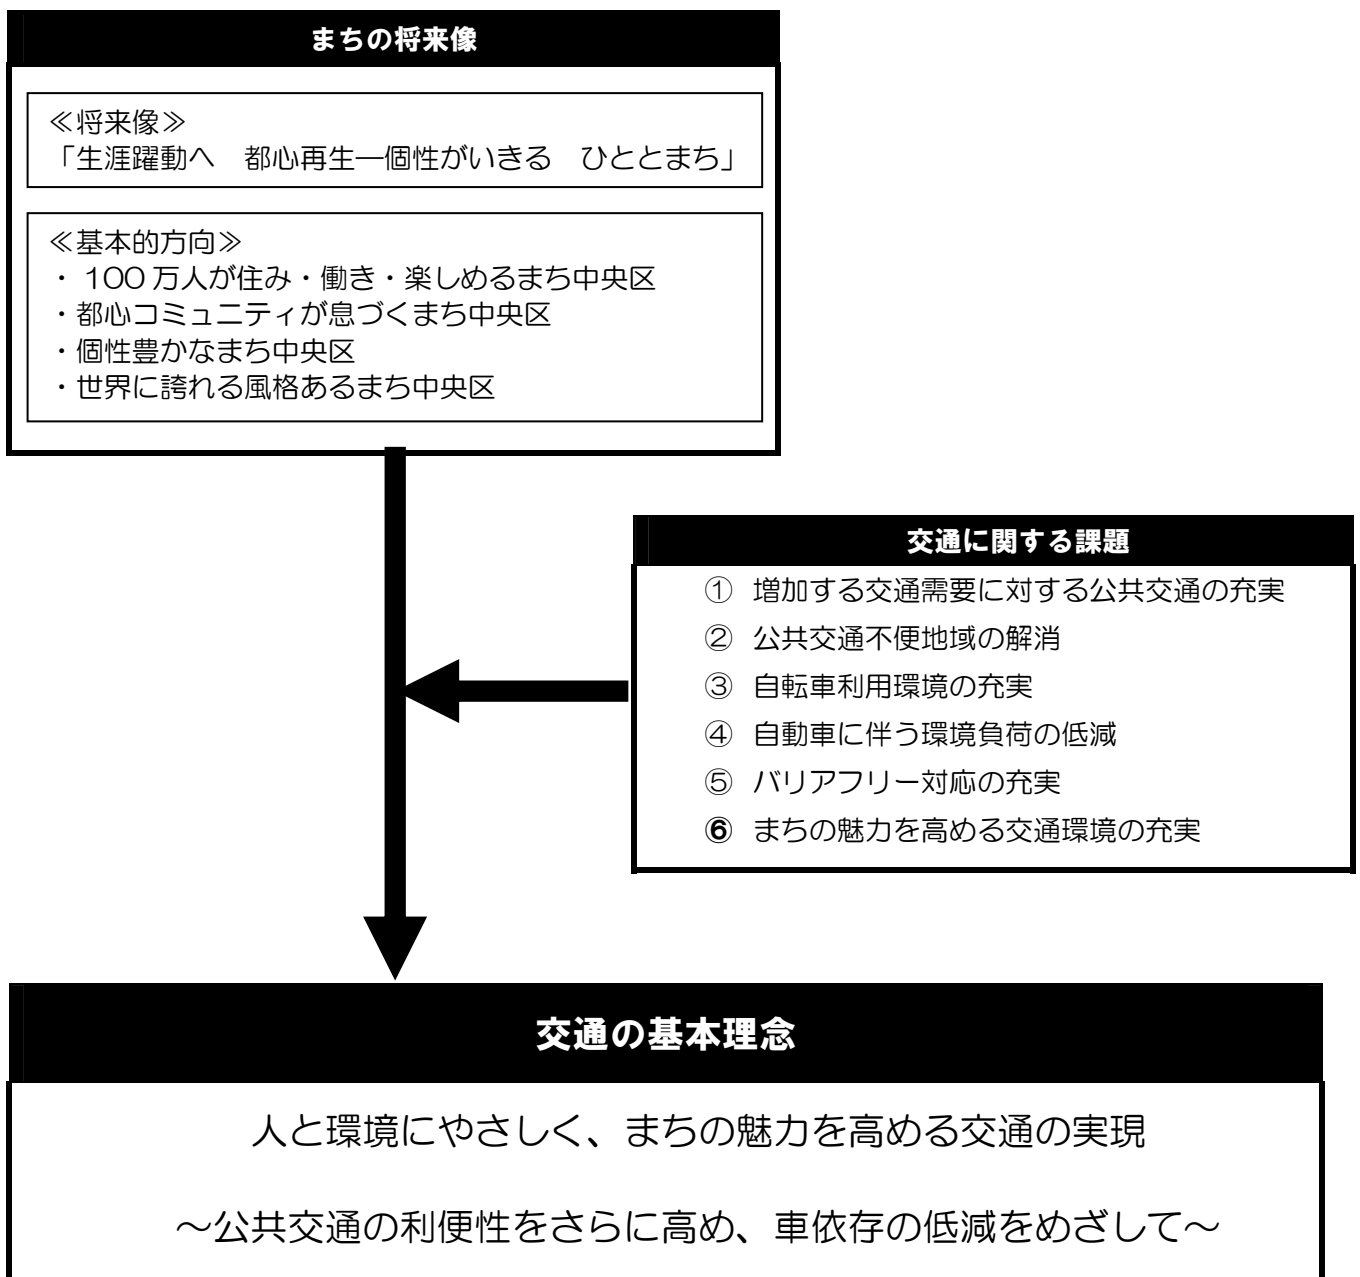 まちの将来像
≪将来像≫
「生涯躍動へ　都心再生―個性がいきる　ひととまち」
≪基本的方向≫
・ 100 万人が住み・働き・楽しめるまち中央区
・都心コミュニティが息づくまち中央区
・個性豊かなまち中央区
・世界に誇れる風格あるまち中央区
交通に関する課題
① 増加する交通需要に対する公共交通の充実
② 公共交通不便地域の解消
③ 自転車利用環境の充実
④ 自動車に伴う環境負荷の低減
⑤ バリアフリー対応の充実
⑥ まちの魅力を高める交通環境の充実
交通の基本理念
人と環境にやさしく、まちの魅力を高める交通の実現
～公共交通の利便性をさらに高め、車依存の低減をめざして～